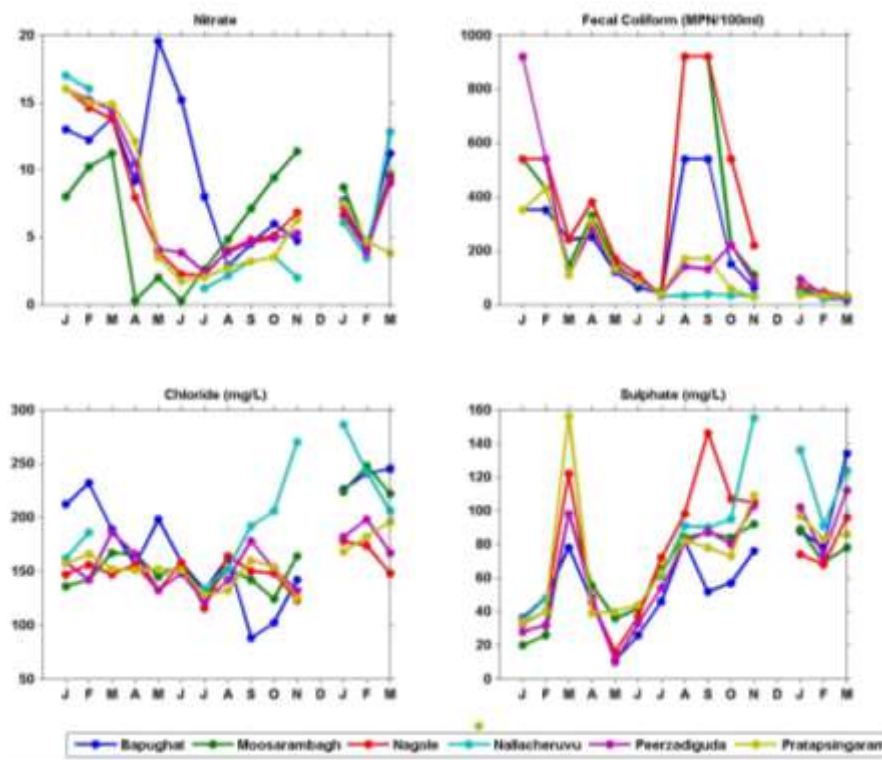 Nitrate
20
15
10
5
0
J F M A M J J A S O N D J F M
Fecal Coliform (MPN/100ml)
1000
800
600
400
200
0
J F M A M J J A S O N D J F M
Chloride (mg/L)
300
250
200
150
100
50
J F M A M J J A S O N D J F M
Sulphate (mg/L)
160
140
120
100
80
60
40
20
0
J F M A M J J A S O N D J F M
Bapughat Moosarambagh Nagole Nallacheruvu Peerzadiguda Pratapsingaram